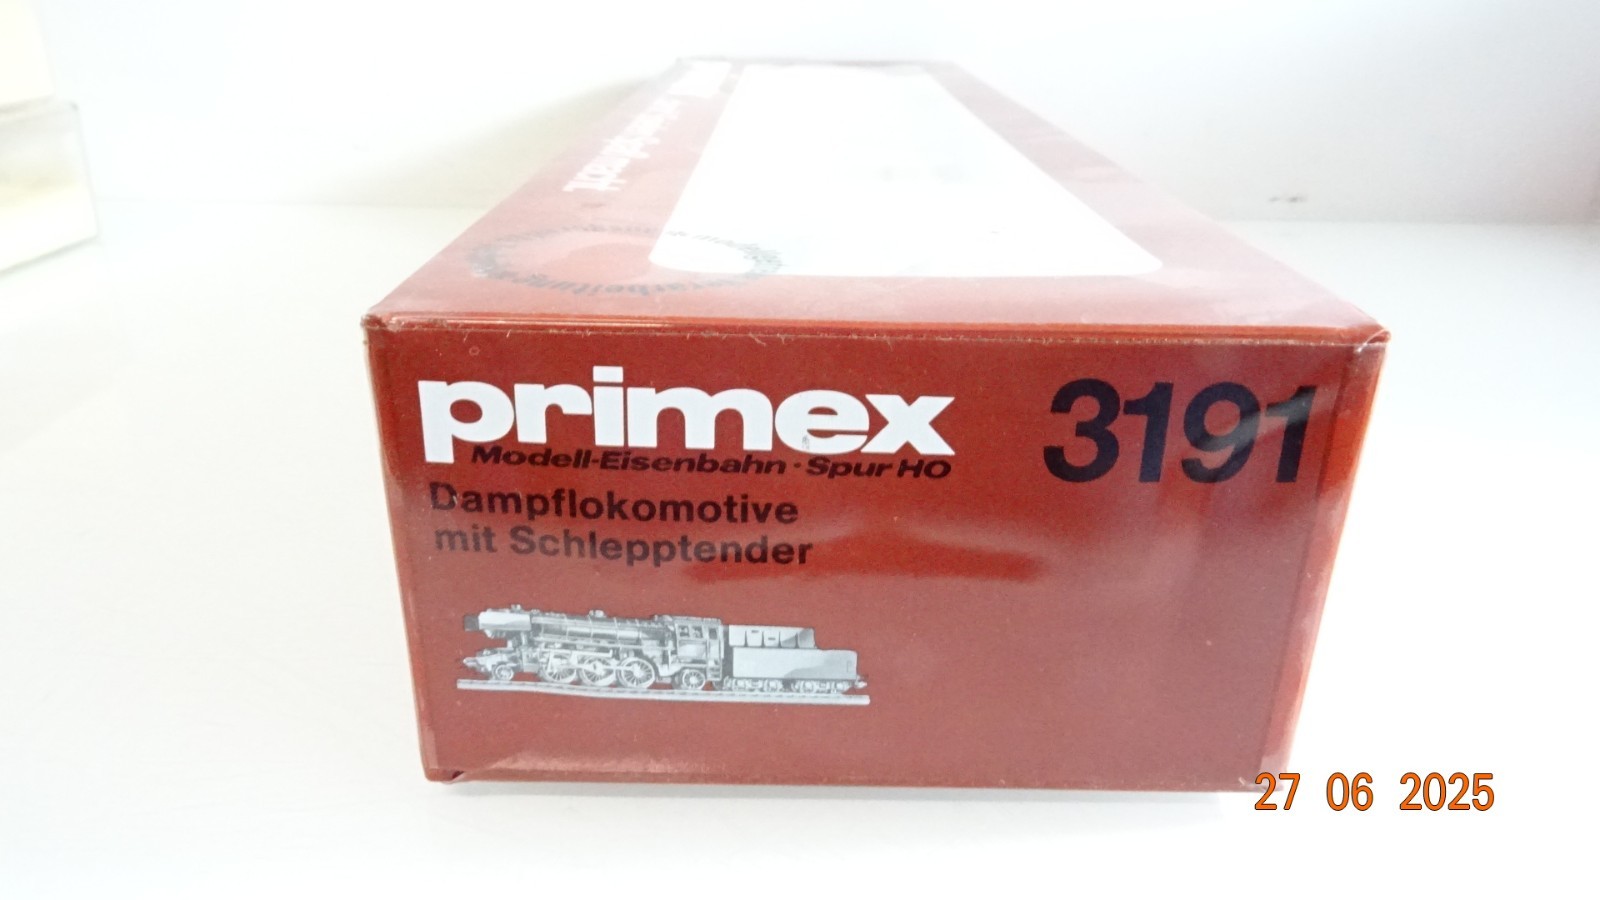 primex
3191
Modell-Eisenbahn · Spur HO
Dampflokomotive
mit Schlepptender
27 06 2025